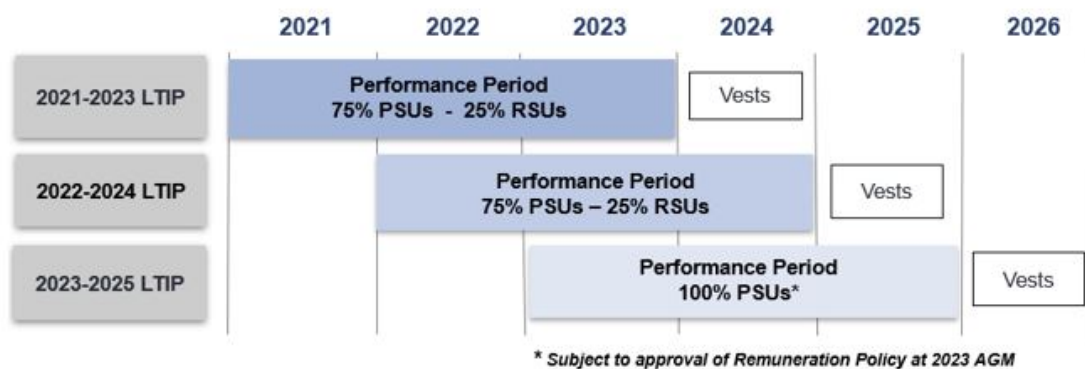 2021 2022 2023 2024 2025 2026
2021-2023 LTIP
Performance Period
75% PSUs - 25% RSUs
Vests
2022-2024 LTIP
Performance Period
75% PSUs – 25% RSUs
Vests
2023-2025 LTIP
Performance Period
100% PSUs*
Vests
* Subject to approval of Remuneration Policy at 2023 AGM